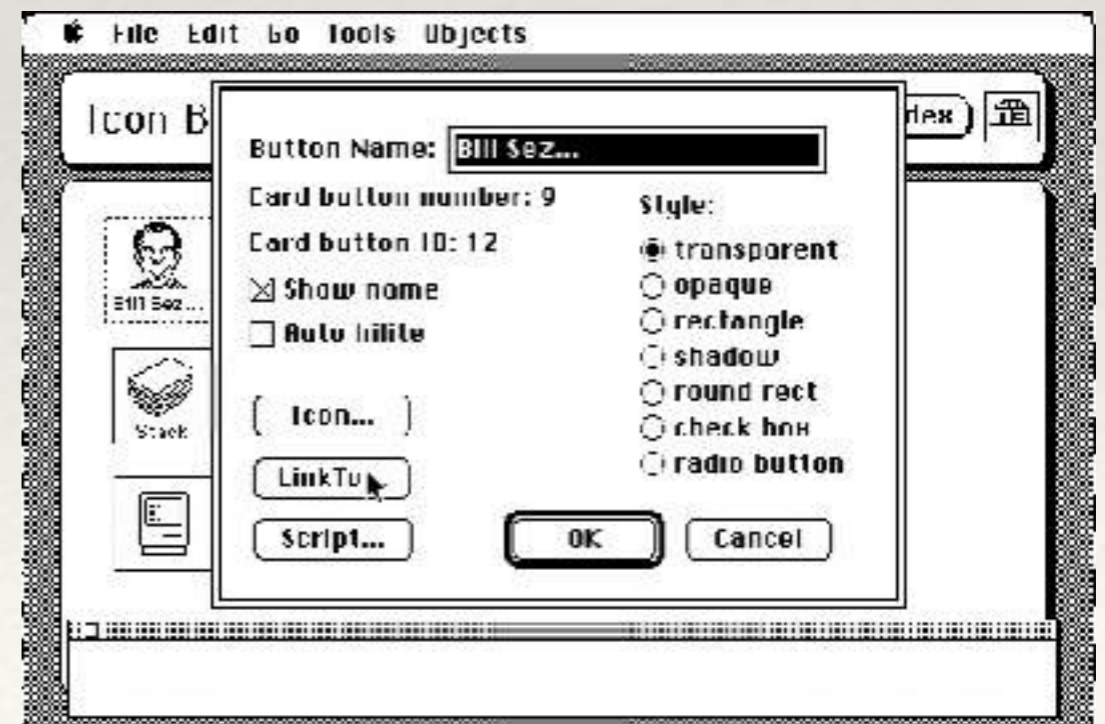 File Edit Go Tools Objects
Icon B
dex
Button Name: Bill Sez...
Card button number: 9
Card button ID: 12
Show name
Auto hilite
Style:
transparent
opaque
rectangle
shadow
round rect
check box
radio button
Bill Sez...
Stack
Icon...
LinkTo
Script...
OK
Cancel